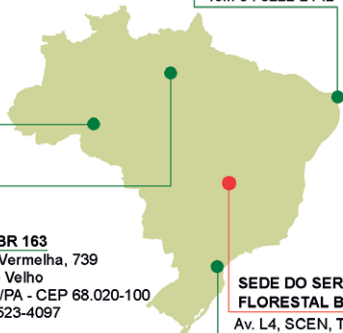 BR 163
Vermelha, 739
Velho
/PA - CEP 68.020-100
523-4097
SEDE DO SER
FLORESTAL B
Av. L4, SCEN, T